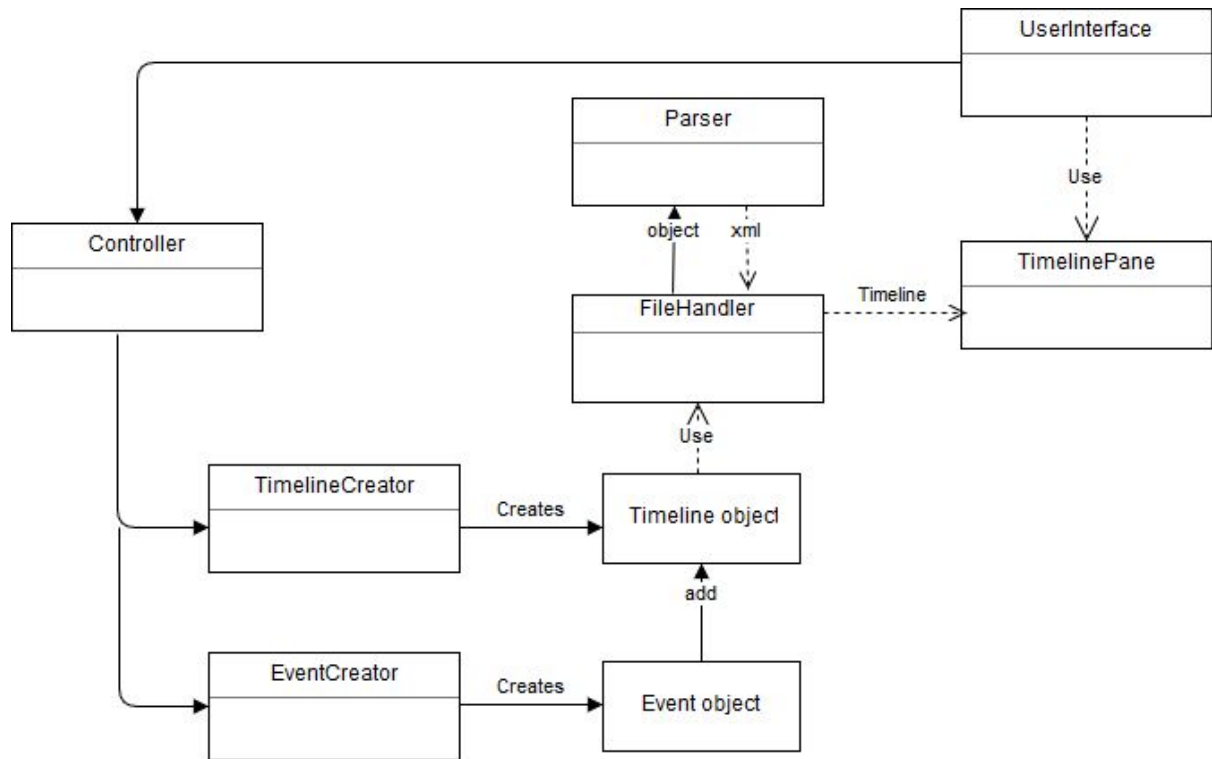 UserInterface
Parser
Use
Controller
object
xml
TimelinePane
FileHandler
Timeline
Use
TimelineCreator
Creates
Timeline object
add
EventCreator
Creates
Event object